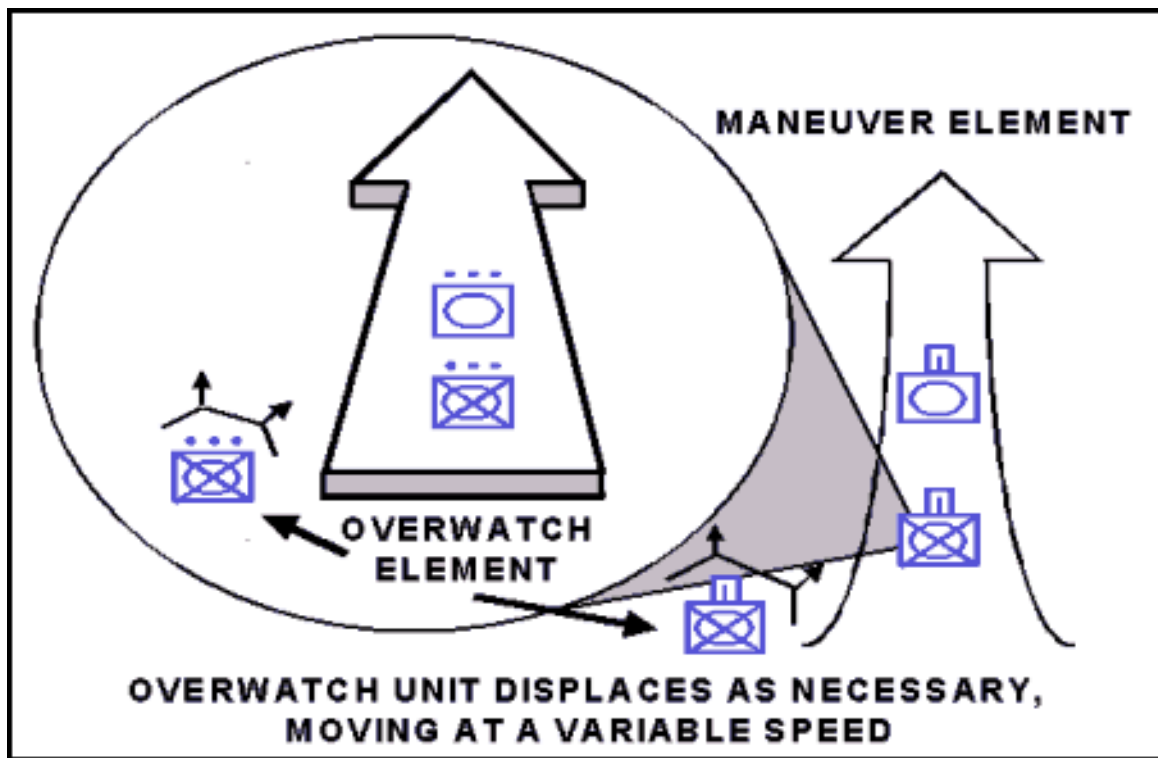 MANEUVER ELEMENT
OVERWATCH
ELEMENT
OVERWATCH UNIT DISPLACES AS NECESSARY,
MOVING AT A VARIABLE SPEED